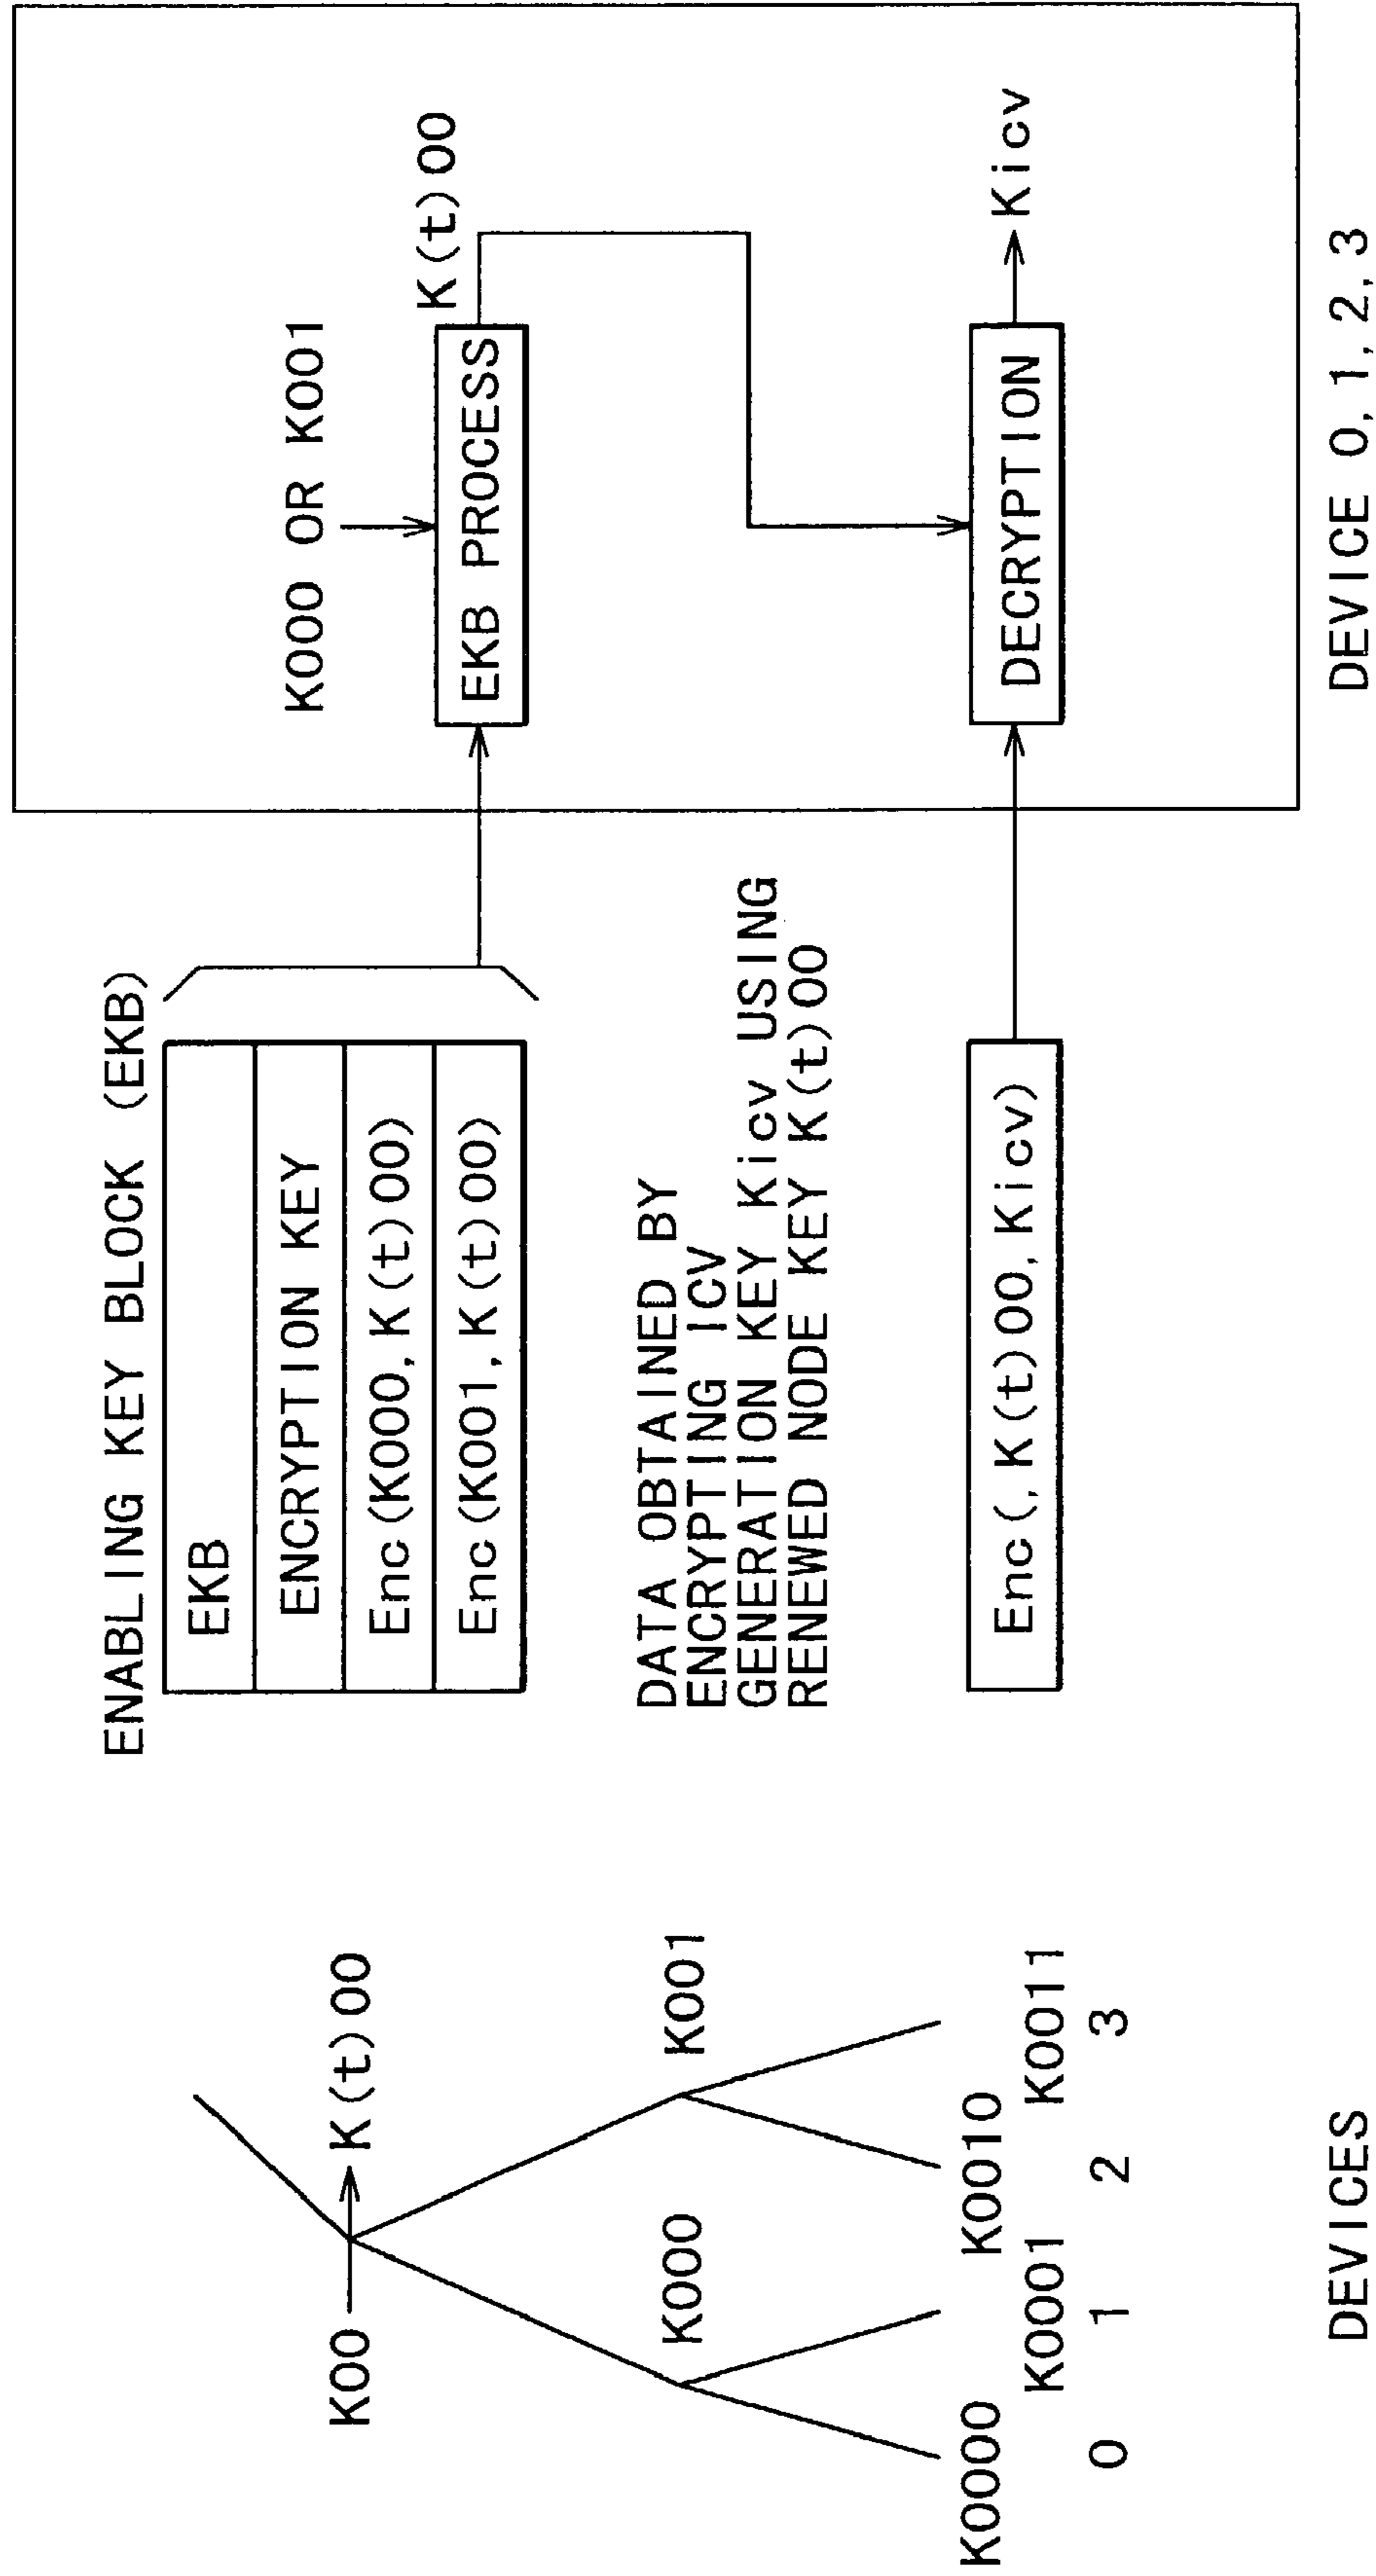 K00
K(t)00
K000
K001
K0000
K0001
K0010
K0011
0
1
2
3
DEVICES
ENABLING KEY BLOCK (EKB)
EKB
ENCRYPTION KEY
Enc(K000, K(t)00)
Enc(K001, K(t)00)
DATA OBTAINED BY
ENCRYPTING ICV
GENERATION KEY Kicv USING
RENEWED NODE KEY K(t)00
Enc(, K(t)00, Kicv)
K000 OR K001
EKB PROCESS
K(t)00
DECRYPTION
Kicv
DEVICE 0, 1, 2, 3